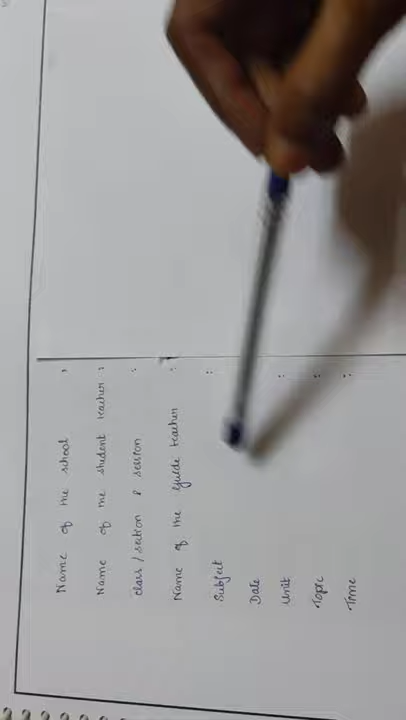 Name of the school :
Name of the student teacher :
class / section & session :
Name of the Guide teacher :
Subject :
Date
Unit :
Topic :
Time :